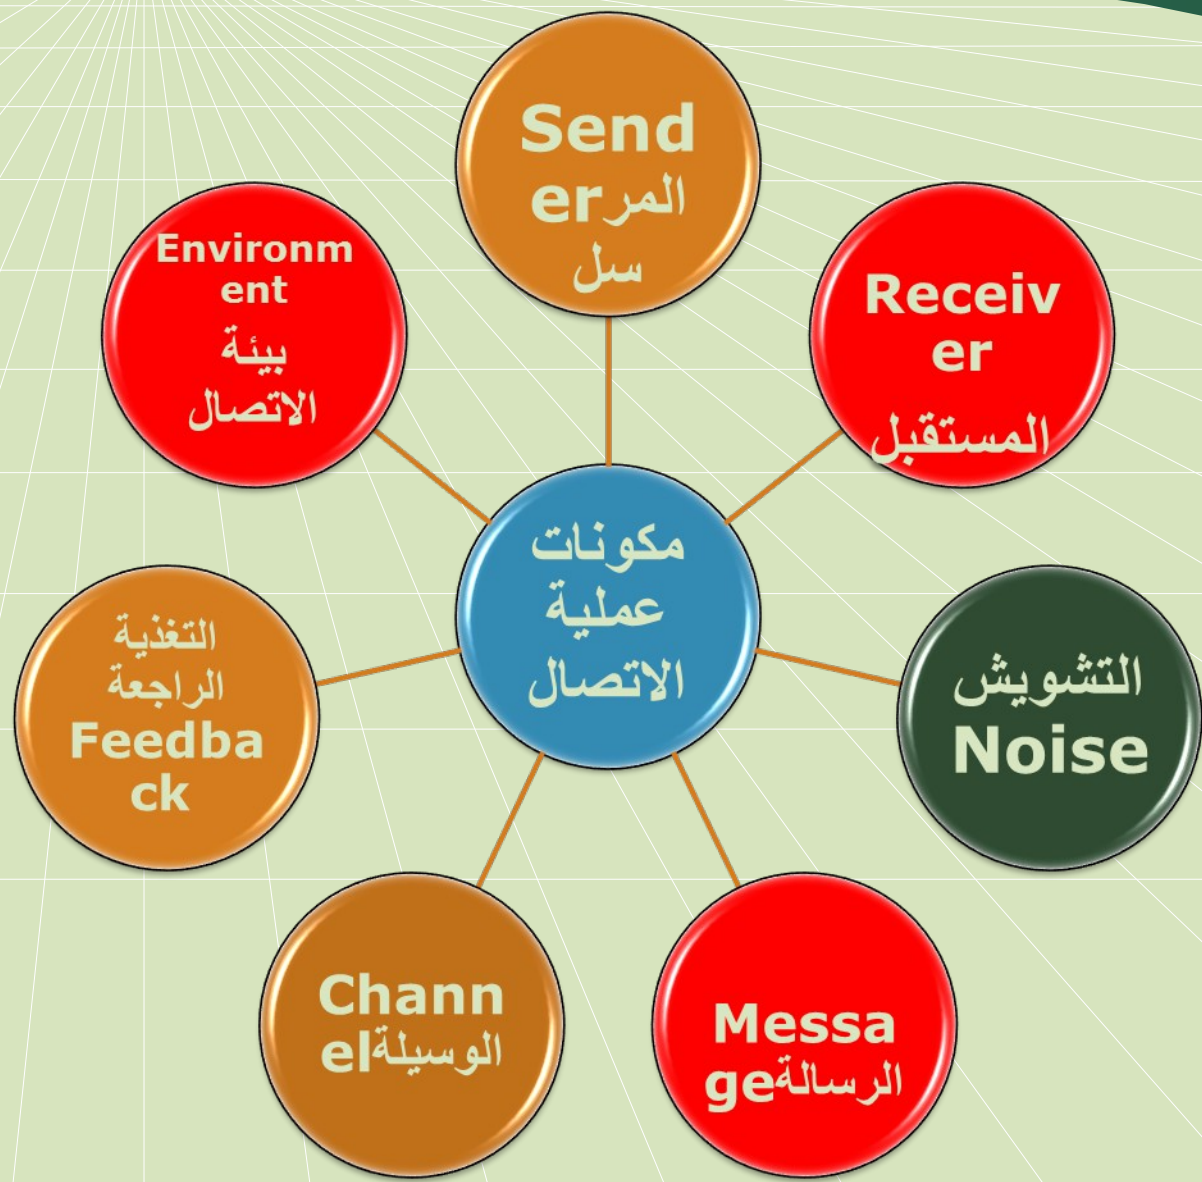 Send
erالمر
سل
Receiv
er
المستقبل
التشويش
Noise
Messa
geالرسالة
Chann
elالوسيلة
التغذية
الراجعة
Feedba
ck
Environm
ent
بيئة
الاتصال
مكونات
عملية
الاتصال